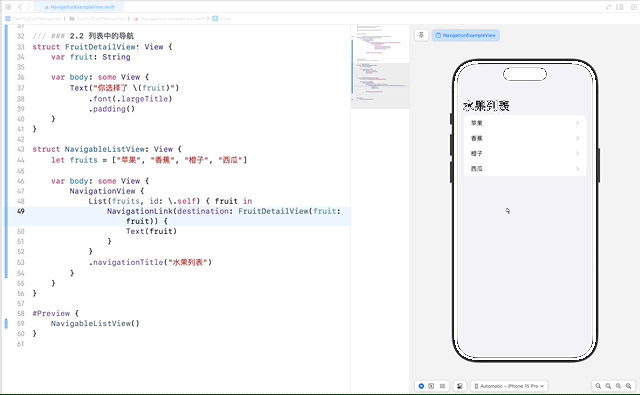 NavigationExampleView.swift
31
32 /// ### 2.2 列表中的导航
33 struct FruitDetailView: View {
34 var fruit: String
35
36 var body: some View {
37 Text("你选择了 \(fruit)")
38 .font(.largeTitle)
39 .padding()
40 }
41 }
42
43 struct NavigableListView: View {
44 let fruits = ["苹果", "香蕉", "橙子", "西瓜"]
45
46 var body: some View {
47 NavigationView {
48 List(fruits, id: \.self) { fruit in
49 NavigationLink(destination: FruitDetailView(fruit:
fruit)) {
50 Text(fruit)
51 }
52 }
53 .navigationTitle("水果列表")
54 }
55 }
56 }
57
58 #Preview {
59 NavigableListView()
60 }
61
NavigationExampleView
水果列表
苹果
香蕉
橙子
西瓜
Automatic – iPhone 15 Pro